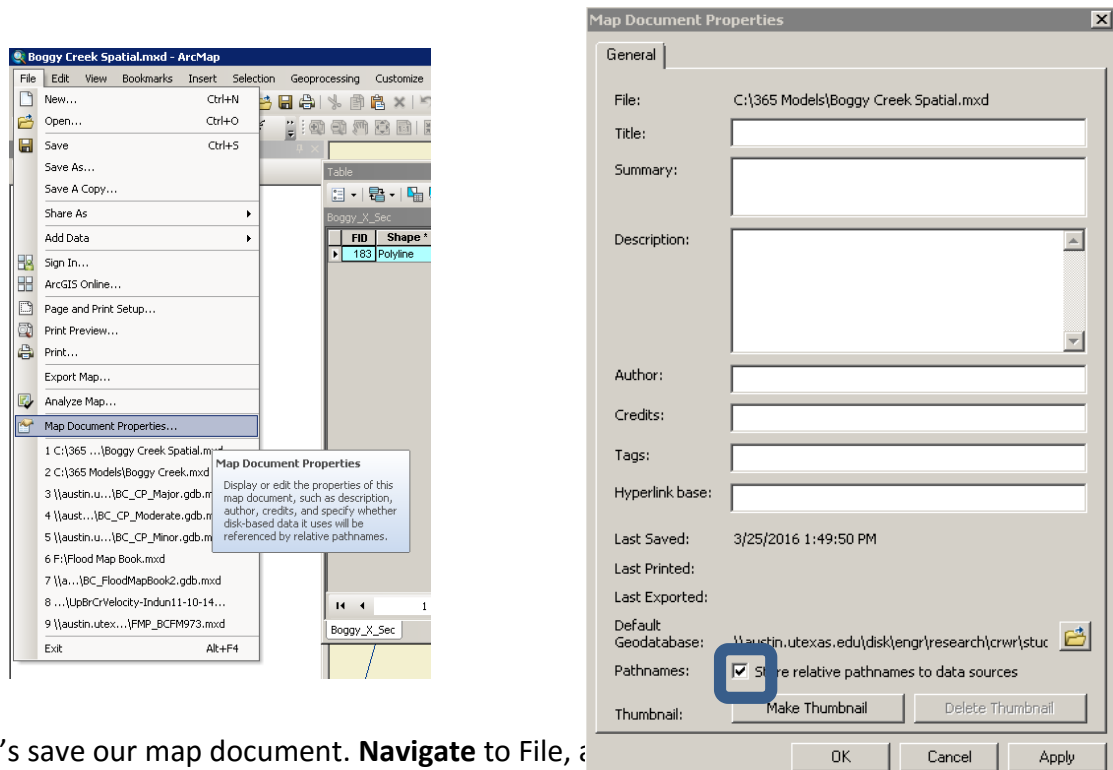 Boggy Creek Spatial.mxd - ArcMap
File Edit View Bookmarks Insert Selection Geoprocessing Customize
New... Ctrl+N
Open... Ctrl+O
Save Ctrl+S
Save As...
Save A Copy...
Share As
Add Data
Sign In...
ArcGIS Online...
Page and Print Setup...
Print Preview...
Print...
Export Map...
Analyze Map...
Map Document Properties...
1 C:\365 ...\Boggy Creek Spatial.mxd
2 C:\365 Models\Boggy Creek.mxd
3 \\austin.u...\BC_CP_Major.gdb.m
4 \\aust...\BC_CP_Moderate.gdb.m
5 \\austin.u...\BC_CP_Minor.gdb.m
6 F:\Flood Map Book.mxd
7 \\a...\BC_FloodMapBook2.gdb.mxd
8 ...\UpBrCrVelocity-Indun11-10-14...
9 \\austin.utex...\FMP_BCFM973.mxd
Exit Alt+F4
Map Document Properties
Display or edit the properties of this
map document, such as description,
author, credits, and specify whether
disk-based data it uses will be
referenced by relative pathnames.
Table
Boggy_X_Sec
FID Shape *
183 Polyline
1
Boggy_X_Sec
Map Document Properties
General
File: C:\365 Models\Boggy Creek Spatial.mxd
Title:
Summary:
Description:
Author:
Credits:
Tags:
Hyperlink base:
Last Saved: 3/25/2016 1:49:50 PM
Last Printed:
Last Exported:
Default
Geodatabase: \\austin.utexas.edu\disk\engr\research\crwr\stuc
Pathnames: Store relative pathnames to data sources
Thumbnail: Make Thumbnail Delete Thumbnail
OK Cancel Apply
's save our map document. Navigate to File, a